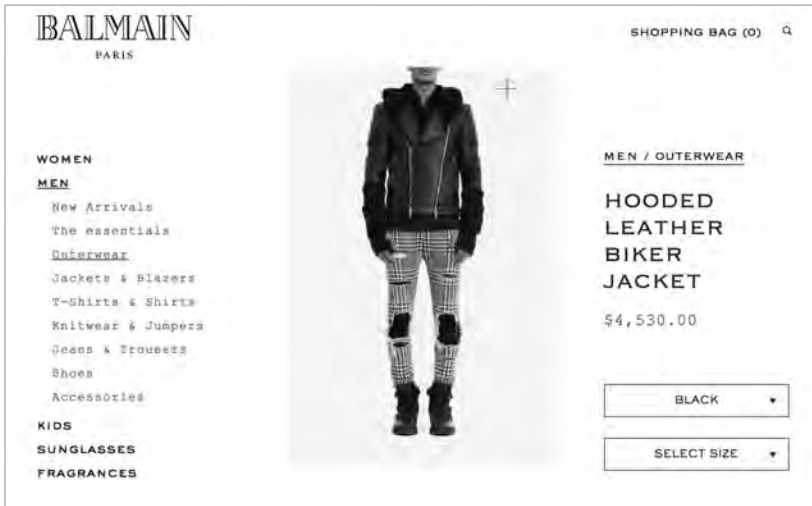 BALMAIN
PARIS
SHOPPING BAG (0)
WOMEN
MEN
New Arrivals
The essentials
Outerwear
Jackets & Blazers
T-Shirts & Shirts
Knitwear & Jumpers
Jeans & Trousers
Shoes
Accessories
KIDS
SUNGLASSES
FRAGRANCES
MEN / OUTERWEAR
HOODED
LEATHER
BIKER
JACKET
$4,530.00
BLACK
SELECT SIZE